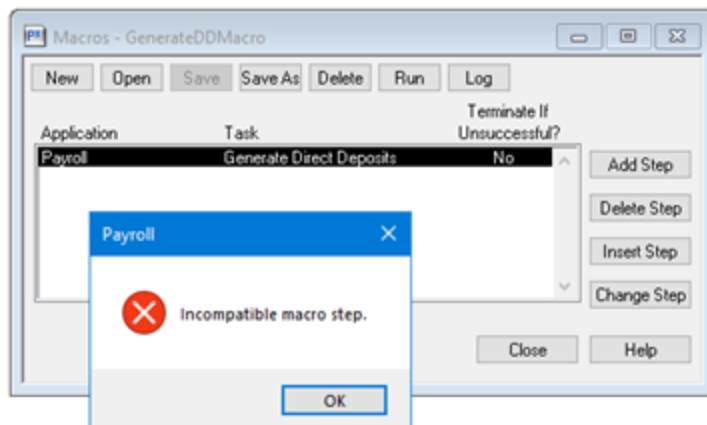 PR Macros - GenerateDDMacro
New Open Save Save As Delete Run Log
Terminate If
Application Task Unsuccessful?
Payroll Generate Direct Deposits No
Add Step
Delete Step
Insert Step
Change Step
Payroll
Incompatible macro step.
OK
Close Help